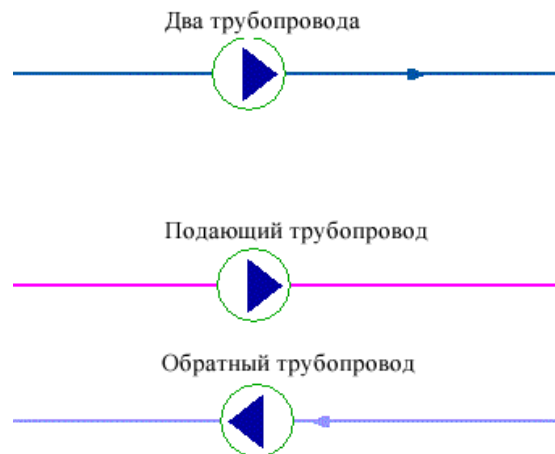 Два трубопровода
Подающий трубопровод
Обратный трубопровод